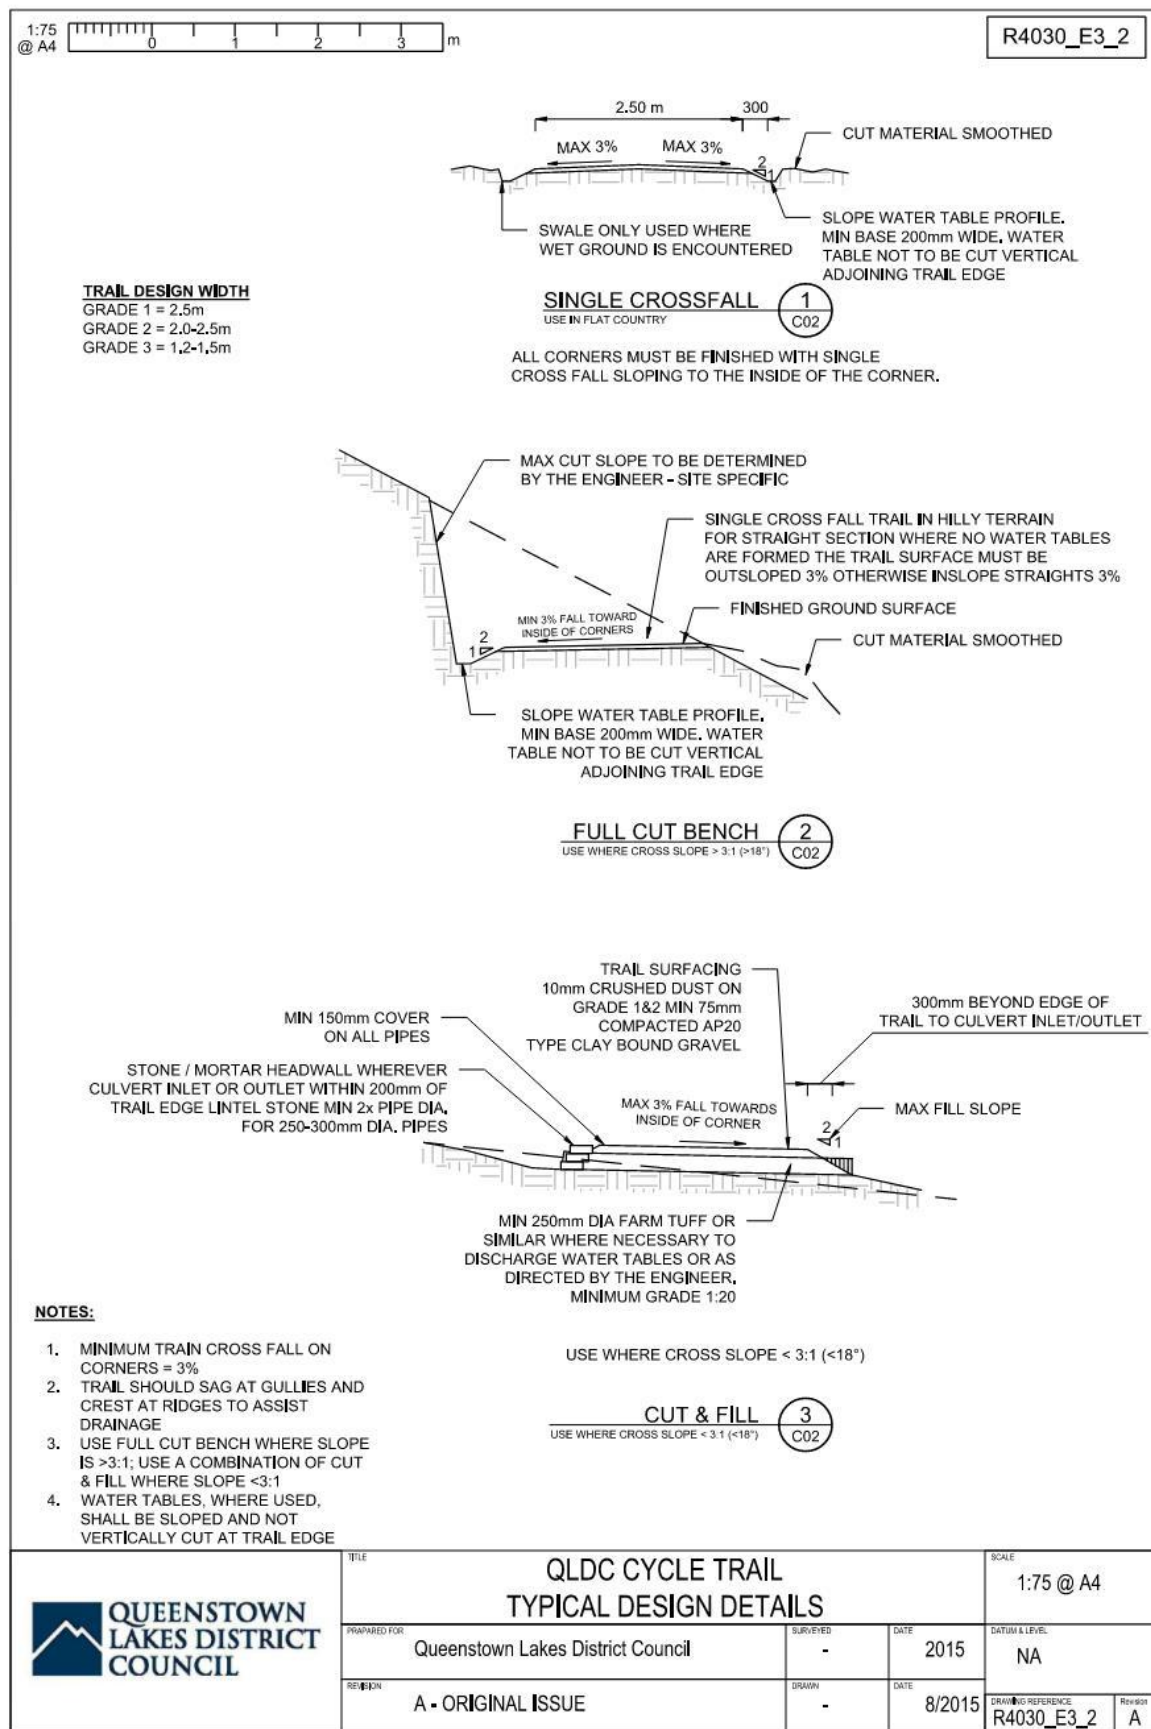 1:75
@ A4
0 1 2 3 m
R4030_E3_2
2.50 m 300
MAX 3% MAX 3%
2
1
CUT MATERIAL SMOOTHED
SWALE ONLY USED WHERE
WET GROUND IS ENCOUNTERED
SLOPE WATER TABLE PROFILE.
MIN BASE 200mm WIDE. WATER
TABLE NOT TO BE CUT VERTICAL
ADJOINING TRAIL EDGE
TRAIL DESIGN WIDTH
GRADE 1 = 2.5m
GRADE 2 = 2.0-2.5m
GRADE 3 = 1.2-1.5m
SINGLE CROSSFALL
USE IN FLAT COUNTRY
1
C02
ALL CORNERS MUST BE FINISHED WITH SINGLE
CROSS FALL SLOPING TO THE INSIDE OF THE CORNER.
MAX CUT SLOPE TO BE DETERMINED
BY THE ENGINEER - SITE SPECIFIC
SINGLE CROSS FALL TRAIL IN HILLY TERRAIN
FOR STRAIGHT SECTION WHERE NO WATER TABLES
ARE FORMED THE TRAIL SURFACE MUST BE
OUTSLOPED 3% OTHERWISE INSLOPE STRAIGHTS 3%
FINISHED GROUND SURFACE
MIN 3% FALL TOWARD
INSIDE OF CORNERS
2
1
CUT MATERIAL SMOOTHED
SLOPE WATER TABLE PROFILE.
MIN BASE 200mm WIDE. WATER
TABLE NOT TO BE CUT VERTICAL
ADJOINING TRAIL EDGE
FULL CUT BENCH
USE WHERE CROSS SLOPE > 3:1 (>18°)
2
C02
TRAIL SURFACING
10mm CRUSHED DUST ON
GRADE 1&2 MIN 75mm
COMPACTED AP20
TYPE CLAY BOUND GRAVEL
300mm BEYOND EDGE OF
TRAIL TO CULVERT INLET/OUTLET
MIN 150mm COVER
ON ALL PIPES
STONE / MORTAR HEADWALL WHEREVER
CULVERT INLET OR OUTLET WITHIN 200mm OF
TRAIL EDGE LINTEL STONE MIN 2x PIPE DIA.
FOR 250-300mm DIA. PIPES
MAX 3% FALL TOWARDS
INSIDE OF CORNER
MAX FILL SLOPE
2
1
MIN 250mm DIA FARM TUFF OR
SIMILAR WHERE NECESSARY TO
DISCHARGE WATER TABLES OR AS
DIRECTED BY THE ENGINEER.
MINIMUM GRADE 1:20
USE WHERE CROSS SLOPE < 3:1 (<18°)
CUT & FILL
USE WHERE CROSS SLOPE < 3:1 (<18°)
3
C02
NOTES:
1. MINIMUM TRAIN CROSS FALL ON
CORNERS = 3%
2. TRAIL SHOULD SAG AT GULLIES AND
CREST AT RIDGES TO ASSIST
DRAINAGE
3. USE FULL CUT BENCH WHERE SLOPE
IS >3:1; USE A COMBINATION OF CUT
& FILL WHERE SLOPE <3:1
4. WATER TABLES, WHERE USED,
SHALL BE SLOPED AND NOT
VERTICALLY CUT AT TRAIL EDGE
QUEENSTOWN
LAKES DISTRICT
COUNCIL
TITLE
QLDC CYCLE TRAIL
TYPICAL DESIGN DETAILS
SCALE
1:75 @ A4
PRAPARED FOR
Queenstown Lakes District Council
SURVEYED
-
DATE
2015
DATUM & LEVEL
NA
REVISION
A - ORIGINAL ISSUE
DRAWN
-
DATE
8/2015
DRAWING REFERENCE
R4030_E3_2
Revision
A